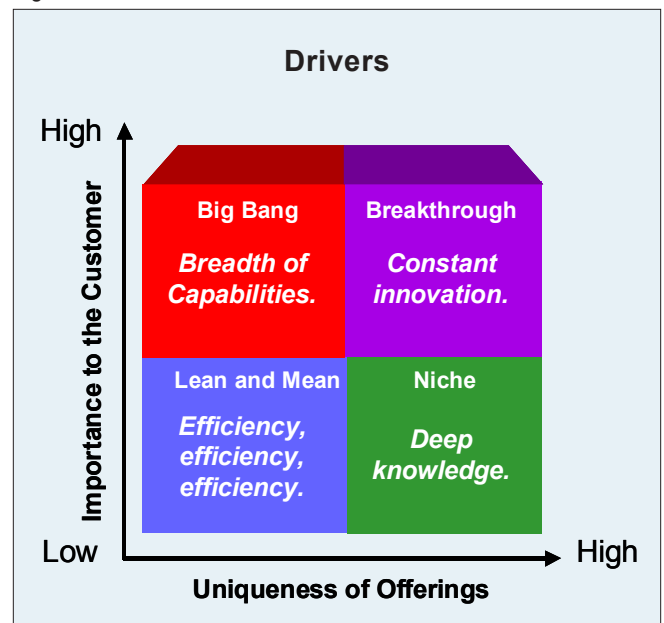 Drivers
High
Importance to the Customer
Big Bang
Breadth of
Capabilities.
Breakthrough
Constant
innovation.
Lean and Mean
Efficiency,
efficiency,
efficiency.
Niche
Deep
knowledge.
Low
High
Uniqueness of Offerings